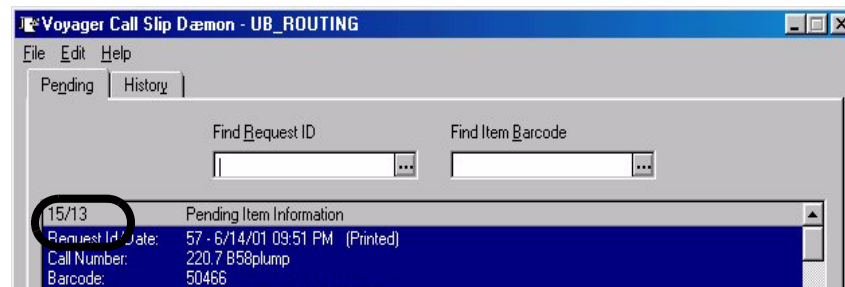 Voyager Call Slip Dæmon - UB_ROUTING
File Edit Help
Pending History
Find Request ID Find Item Barcode
... ...
15/13 Pending Item Information
Request Id/Date: 57 - 6/14/01 09:51 PM (Printed)
Call Number: 220.7 B58plump
Barcode: 50466